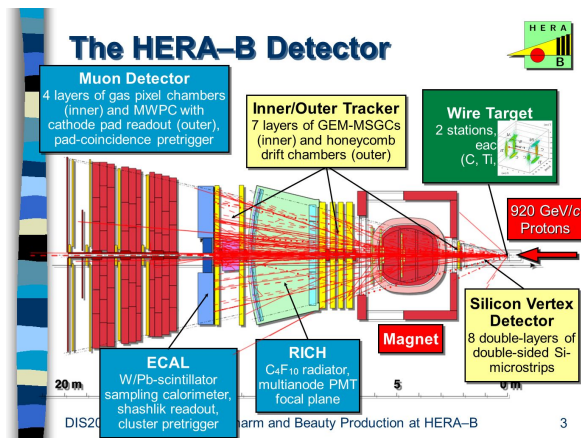 The HERA–B Detector
HERA
B
Muon Detector
4 layers of gas pixel chambers
(inner) and MWPC with
cathode pad readout (outer),
pad-coincidence pretrigger
Inner/Outer Tracker
7 layers of GEM-MSGCs
(inner) and honeycomb
drift chambers (outer)
Wire Target
2 stations,
eac
(C, Ti,
920 GeV/c
Protons
Silicon Vertex
Detector
8 double-layers of
double-sided Si-
microstrips
Magnet
ECAL
W/Pb-scintillator
sampling calorimeter,
shashlik readout,
cluster pretrigger
RICH
C₄F₁₀ radiator,
multianode PMT
focal plane
20 m
5
0 m
DIS20
harm and Beauty Production at HERA–B
3